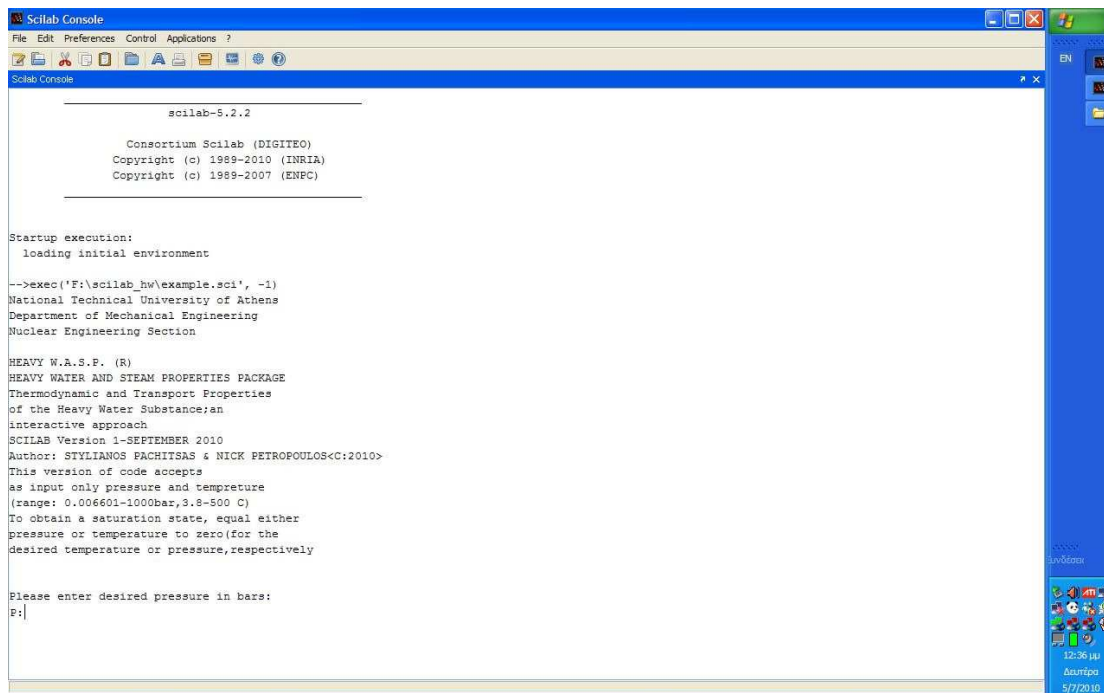 Scilab Console
File Edit Preferences Control Applications ?
Scilab Console
scilab-5.2.2
Consortium Scilab (DIGITEO)
Copyright (c) 1989-2010 (INRIA)
Copyright (c) 1989-2007 (ENPC)
Startup execution:
loading initial environment
-->exec('F:\scilab_hw\example.sci', -1)
National Technical University of Athens
Department of Mechanical Engineering
Nuclear Engineering Section
HEAVY W.A.S.P. (R)
HEAVY WATER AND STEAM PROPERTIES PACKAGE
Thermodynamic and Transport Properties
of the Heavy Water Substance;an
interactive approach
SCILAB Version 1-SEPTEMBER 2010
Author: STYLIANOS PACHITSAS & NICK PETROPOULOS<C:2010>
This version of code accepts
as input only pressure and tempreture
(range: 0.006601-1000bar,3.8-500 C)
To obtain a saturation state, equal either
pressure or temperature to zero(for the
desired temperature or pressure,respectively
Please enter desired pressure in bars:
P:
EN
12:36 μμ
Δευτέρα
5/7/2010